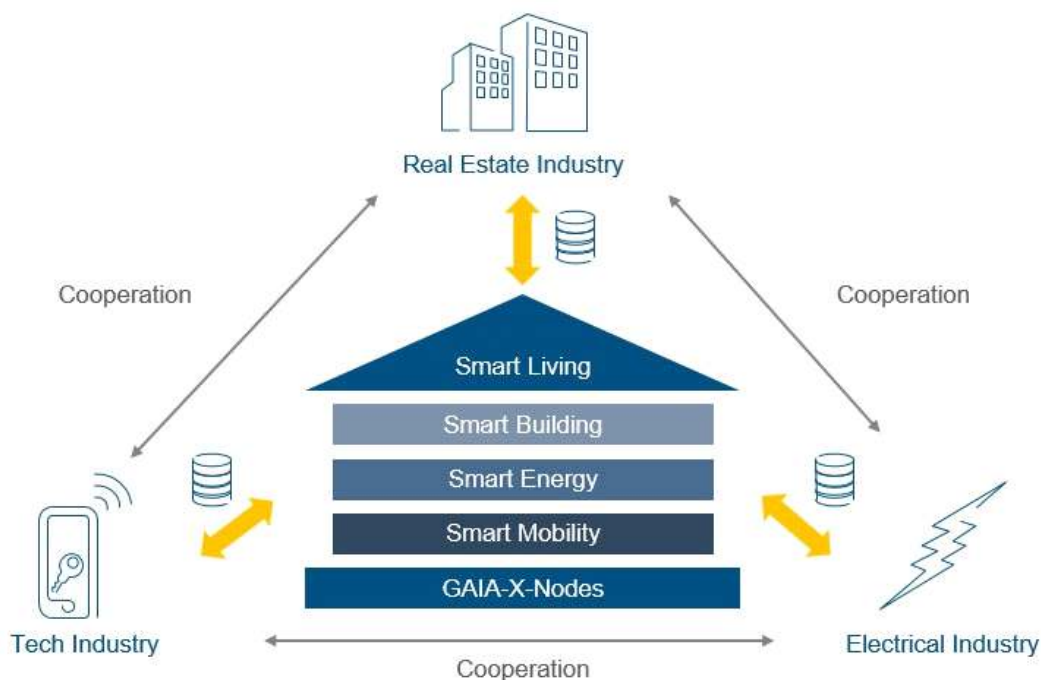 Real Estate Industry
Cooperation
Cooperation
Smart Living
Smart Building
Smart Energy
Smart Mobility
GAIA-X-Nodes
Tech Industry
Electrical Industry
Cooperation